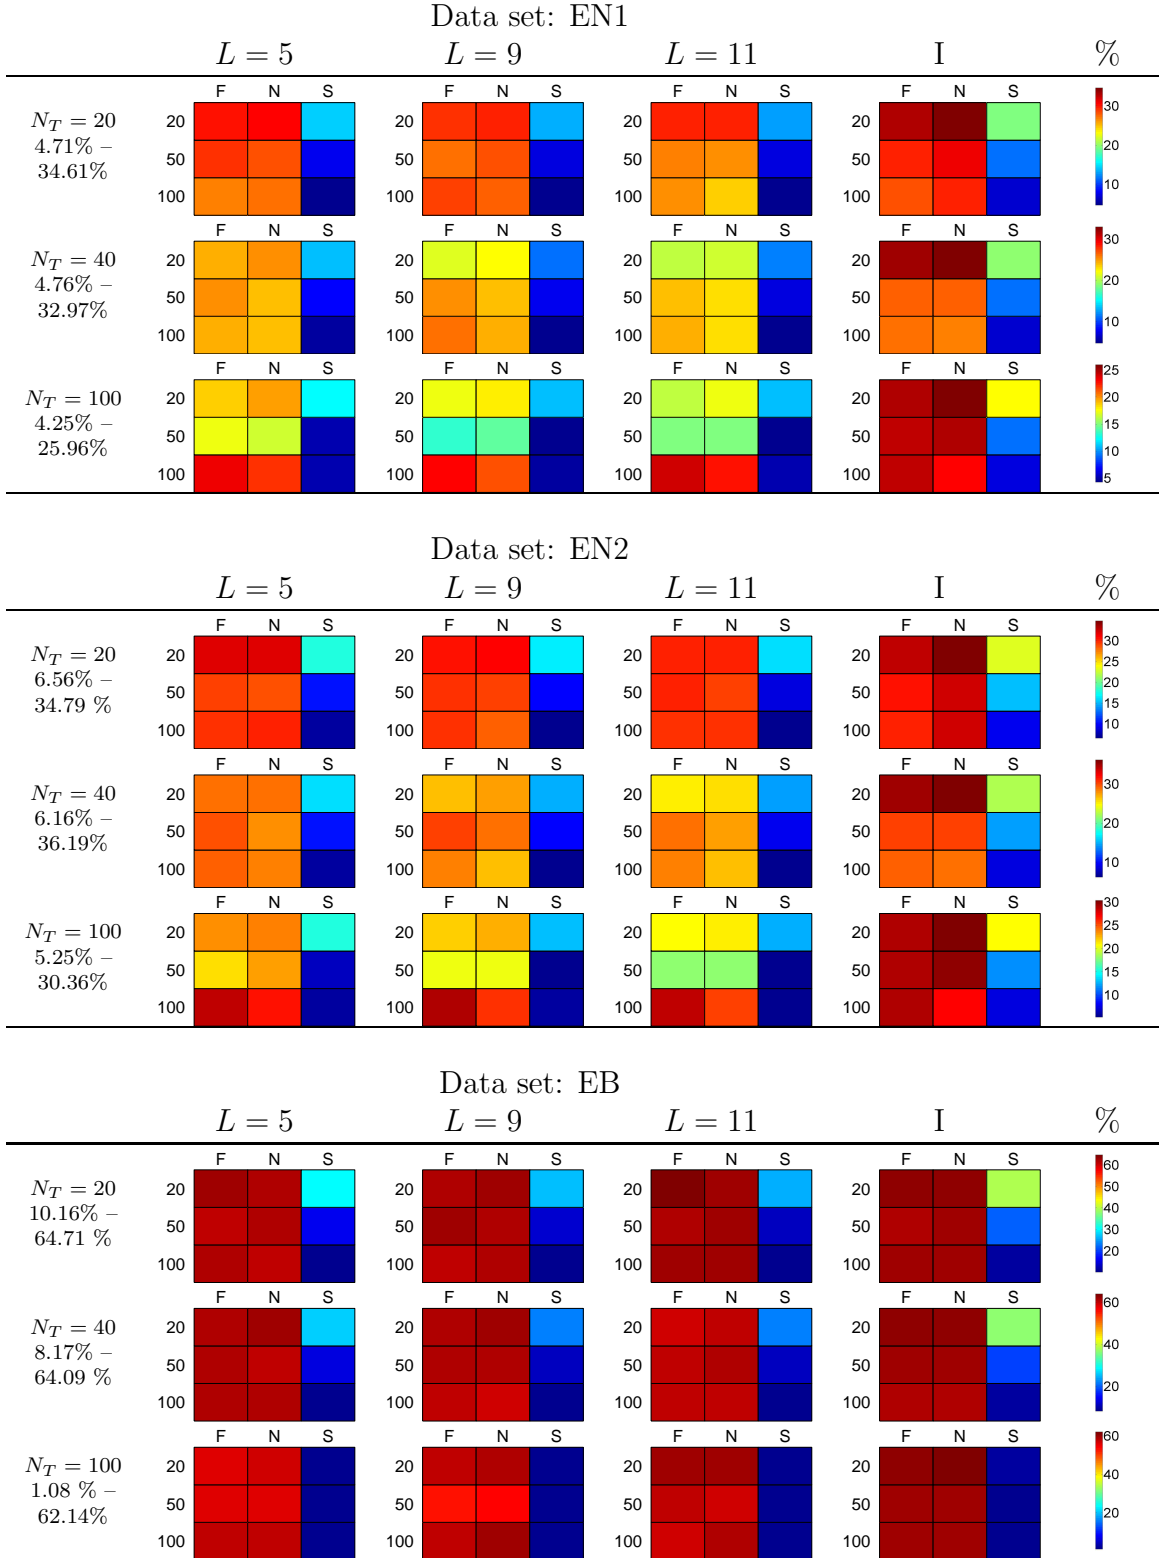 Data set: EN1
L = 5 L = 9 L = 11 I %
F N S F N S F N S F N S
N_T = 20
4.71% –
34.61%
20 20 20 20 30
50 50 50 50 20
100 100 100 100 10
F N S F N S F N S F N S
N_T = 40
4.76% –
32.97%
20 20 20 20 30
50 50 50 50 20
100 100 100 100 10
F N S F N S F N S F N S
N_T = 100
4.25% –
25.96%
20 20 20 20 25
20
50 50 50 50 15
10
100 100 100 100 5
Data set: EN2
L = 5 L = 9 L = 11 I %
F N S F N S F N S F N S
N_T = 20
6.56% –
34.79 %
20 20 20 20 30
25
50 50 50 50 20
15
100 100 100 100 10
F N S F N S F N S F N S
N_T = 40
6.16% –
36.19%
20 20 20 20 30
50 50 50 50 20
100 100 100 100 10
F N S F N S F N S F N S
N_T = 100
5.25% –
30.36%
20 20 20 20 30
25
50 50 50 50 20
15
100 100 100 100 10
Data set: EB
L = 5 L = 9 L = 11 I %
F N S F N S F N S F N S
N_T = 20
10.16% –
64.71 %
20 20 20 20 60
50
50 50 50 50 40
30
100 100 100 100 20
F N S F N S F N S F N S
N_T = 40
8.17% –
64.09 %
20 20 20 20 60
50 50 50 50 40
100 100 100 100 20
F N S F N S F N S F N S
N_T = 100
1.08 % –
62.14%
20 20 20 20 60
50 50 50 50 40
100 100 100 100 20